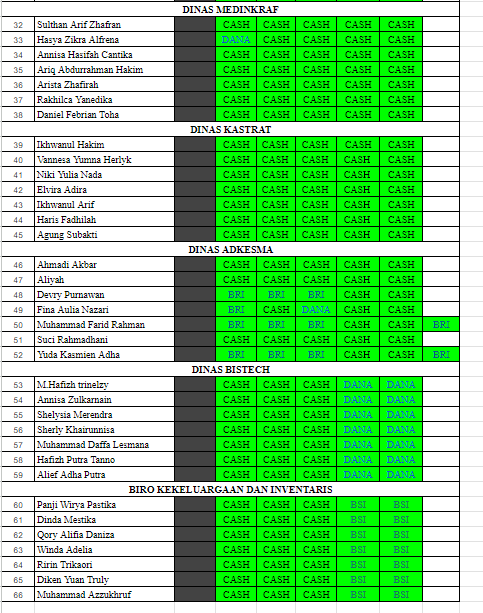 DINAS MEDINKRAF
32 Sulthan Arif Zhafran CASH CASH CASH CASH CASH
33 Hasya Zikra Alfrena DANA CASH CASH CASH CASH
34 Annisa Hasifah Cantika CASH CASH CASH CASH CASH
35 Ariq Abdurrahman Hakim CASH CASH CASH CASH CASH
36 Arista Zhafirah CASH CASH CASH CASH CASH
37 Rakhilca Yanedika CASH CASH CASH CASH CASH
38 Daniel Febrian Toha CASH CASH CASH CASH CASH
DINAS KASTRAT
39 Ikhwanul Hakim CASH CASH CASH CASH CASH
40 Vannesa Yumna Herlyk CASH CASH CASH CASH CASH
41 Niki Yulia Nada CASH CASH CASH CASH CASH
42 Elvira Adira CASH CASH CASH CASH CASH
43 Ikhwanul Arif CASH CASH CASH CASH CASH
44 Haris Fadhilah CASH CASH CASH CASH CASH
45 Agung Subakti CASH CASH CASH CASH CASH
DINAS ADKESMA
46 Ahmadi Akbar CASH CASH CASH CASH CASH
47 Aliyah CASH CASH CASH CASH CASH
48 Devry Purnawan BRI BRI BRI CASH CASH
49 Fina Aulia Nazari BRI CASH DANA CASH CASH
50 Muhammad Farid Rahman BRI BRI BRI CASH CASH BRI
51 Suci Rahmadhani CASH CASH CASH CASH CASH
52 Yuda Kasmien Adha BRI BRI BRI CASH CASH BRI
DINAS BISTECH
53 M.Hafizh trinelzy CASH CASH CASH DANA DANA
54 Annisa Zulkarnain CASH CASH CASH DANA DANA
55 Shelysia Merendra CASH CASH CASH DANA DANA
56 Sherly Khairunnisa CASH CASH CASH DANA DANA
57 Muhammad Daffa Lesmana CASH CASH CASH DANA DANA
58 Hafizh Putra Tanno CASH CASH CASH DANA DANA
59 Alief Adha Putra CASH CASH CASH DANA DANA
BIRO KEKELUARGAAN DAN INVENTARIS
60 Panji Wirya Pastika CASH CASH CASH BSI BSI
61 Dinda Mestika CASH CASH CASH BSI BSI
62 Qory Alifia Daniza CASH CASH CASH BSI BSI
63 Winda Adelia CASH CASH CASH BSI BSI
64 Ririn Trikaori CASH CASH CASH BSI BSI
65 Diken Yuan Truly CASH CASH CASH BSI BSI
66 Muhammad Azzukhruf CASH CASH CASH BSI BSI